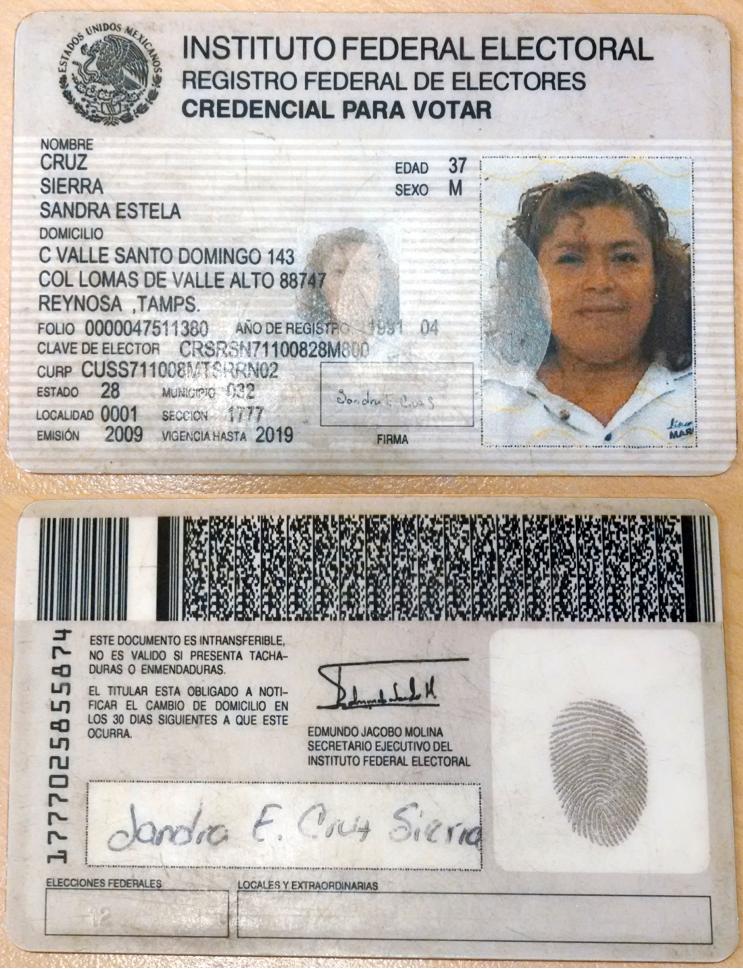 ESTADOS UNIDOS MEXICANOS
INSTITUTO FEDERAL ELECTORAL
REGISTRO FEDERAL DE ELECTORES
CREDENCIAL PARA VOTAR
NOMBRE
CRUZ
SIERRA
SANDRA ESTELA
EDAD 37
SEXO M
DOMICILIO
C VALLE SANTO DOMINGO 143
COL LOMAS DE VALLE ALTO 88747
REYNOSA ,TAMPS.
FOLIO 0000047511380 AÑO DE REGISTRO 1991 04
CLAVE DE ELECTOR CRSRSN71100828M800
CURP CUSS711008MTSRRN02
ESTADO 28 MUNICIPIO 032
LOCALIDAD 0001 SECCION 1777
EMISIÓN 2009 VIGENCIA HASTA 2019
FIRMA
ESTE DOCUMENTO ES INTRANSFERIBLE,
NO ES VALIDO SI PRESENTA TACHA-
DURAS O ENMENDADURAS.
EL TITULAR ESTA OBLIGADO A NOTI-
FICAR EL CAMBIO DE DOMICILIO EN
LOS 30 DIAS SIGUIENTES A QUE ESTE
OCURRA.
EDMUNDO JACOBO MOLINA
SECRETARIO EJECUTIVO DEL
INSTITUTO FEDERAL ELECTORAL
1777025855874
Sandra E. Cruz Sierra
ELECCIONES FEDERALES
12
LOCALES Y EXTRAORDINARIAS